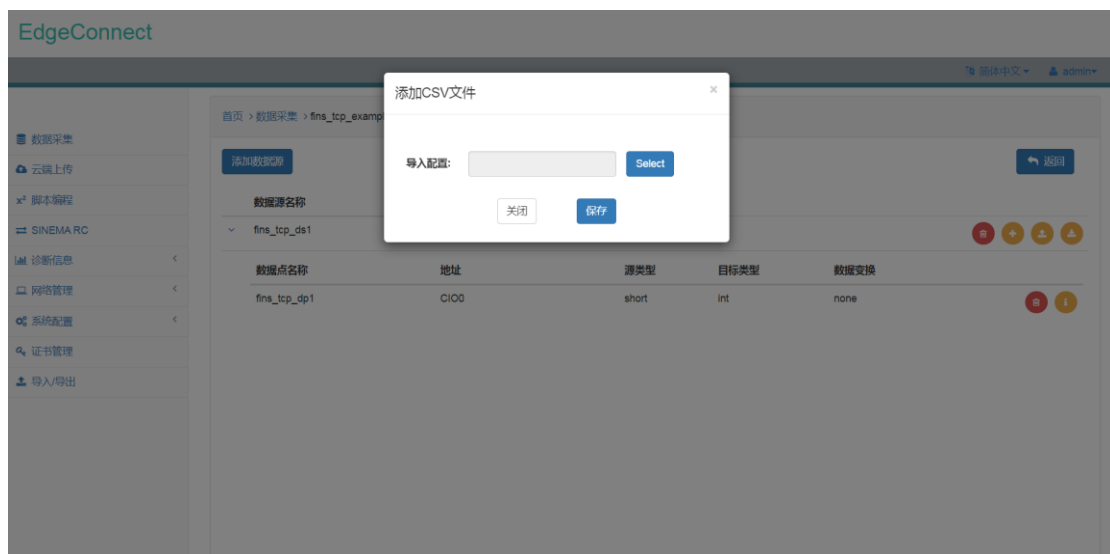 EdgeConnect
简体中文 admin
添加CSV文件 ×
首页 > 数据采集 > fins_tcp_examp
数据采集
云端上传
x² 脚本编程
SINEMA RC
诊断信息
网络管理
系统配置
证书管理
导入/导出
添加数据源
返回
导入配置: Select
关闭 保存
数据源名称
fins_tcp_ds1
数据点名称 地址 源类型 目标类型 数据变换
fins_tcp_dp1 CIO0 short int none